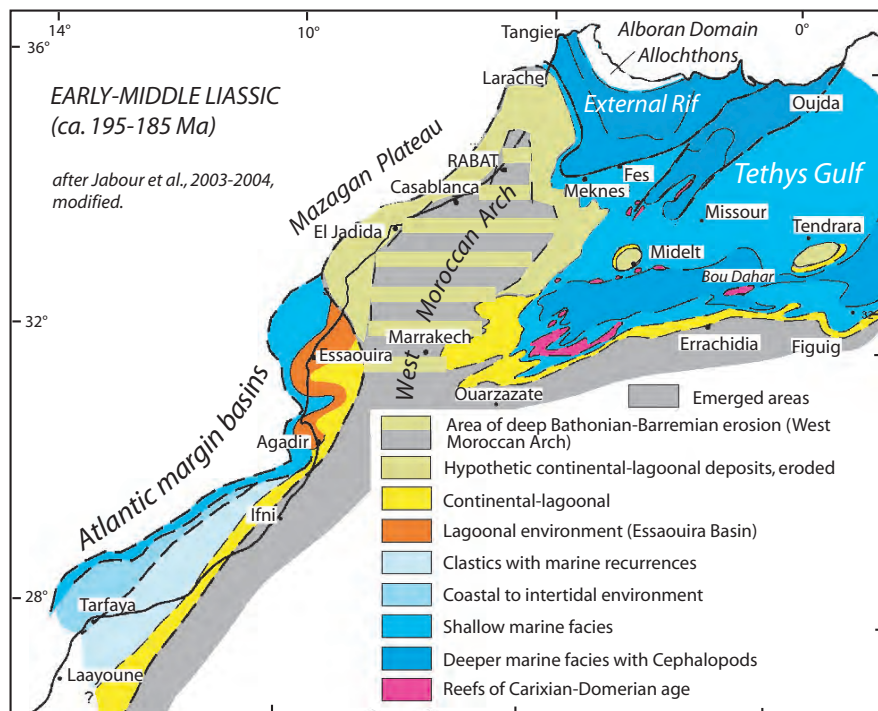 14°
10°
0°
36°
32°
28°
Tangier
Alboran Domain
Allochthons
Larache
EARLY-MIDDLE LIASSIC
(ca. 195-185 Ma)
after Jabour et al., 2003-2004,
modified.
External Rif
Oujda
Mazagan Plateau
RABAT
Casablanca
El Jadida
Fes
Meknes
Tethys Gulf
Missour
Tendrara
Midelt
Bou Dahar
West Moroccan Arch
32°
Marrakech
Essaouira
Errachidia
Figuig
Ouarzazate
Agadir
Atlantic margin basins
Ifni
Tarfaya
Laayoune
?
Emerged areas
Area of deep Bathonian-Barremian erosion (West
Moroccan Arch)
Hypothetic continental-lagoonal deposits, eroded
Continental-lagoonal
Lagoonal environment (Essaouira Basin)
Clastics with marine recurrences
Coastal to intertidal environment
Shallow marine facies
Deeper marine facies with Cephalopods
Reefs of Carixian-Domerian age